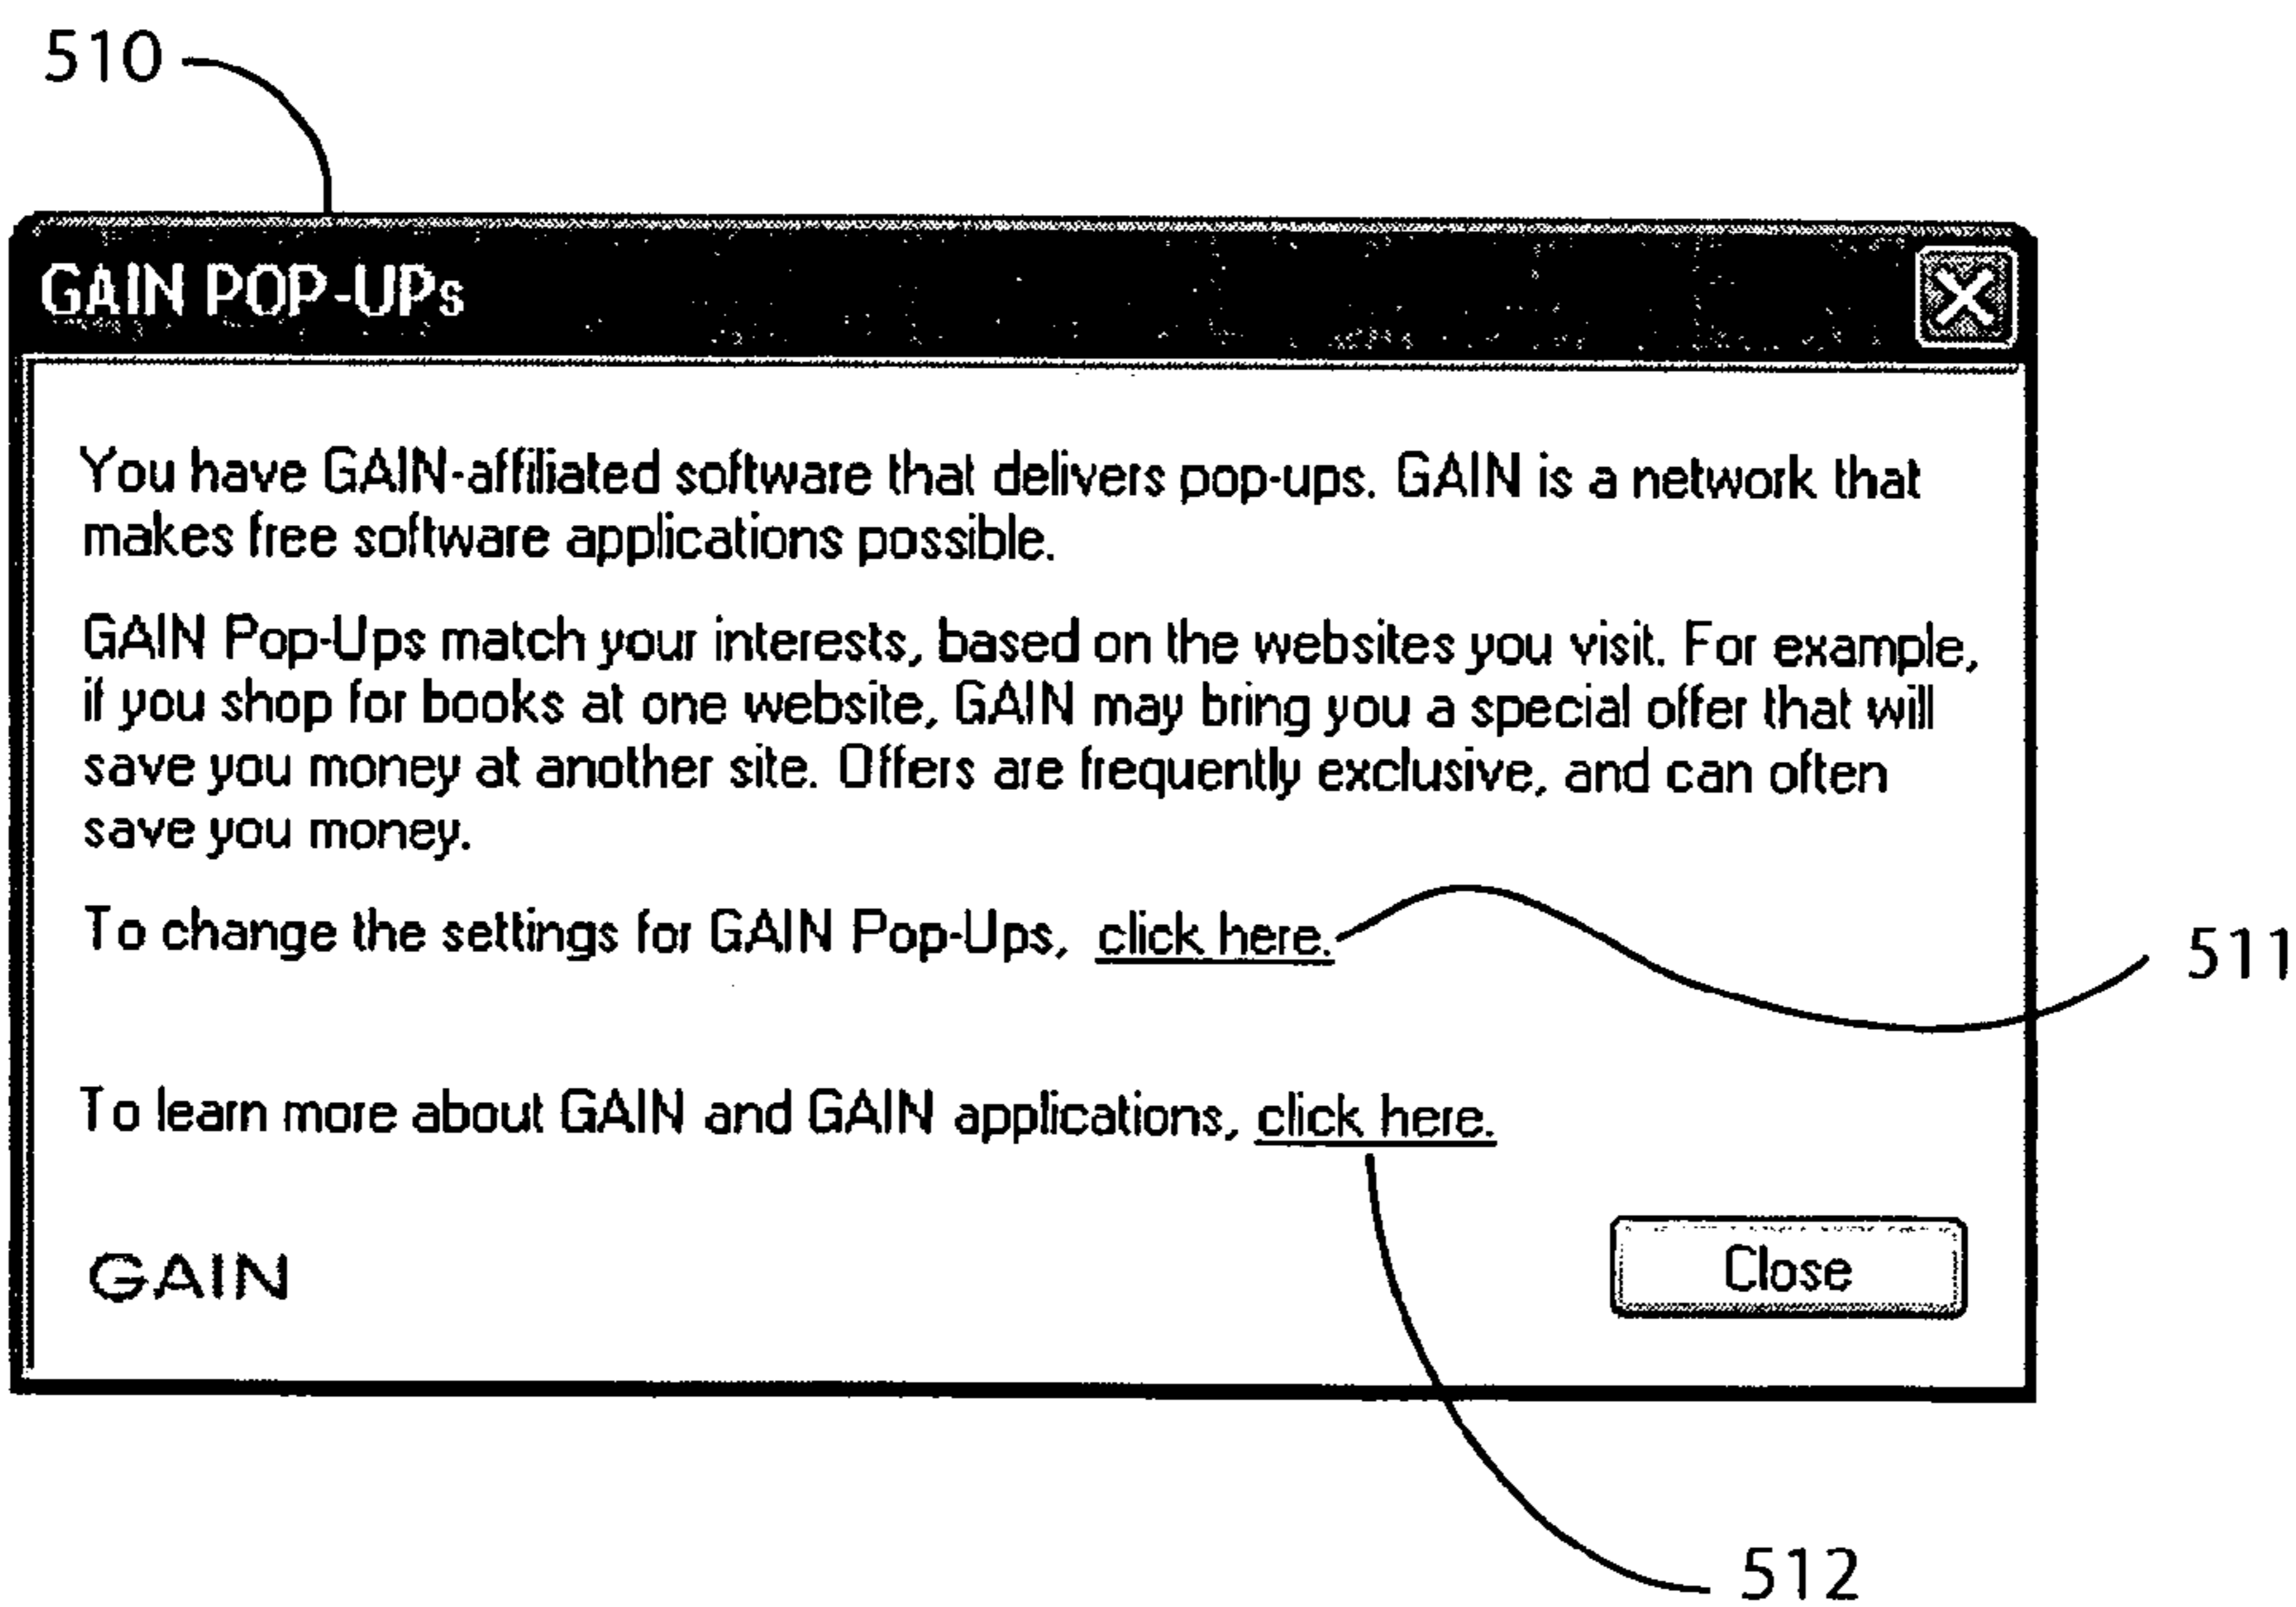 510
GAIN POP-UPs
You have GAIN-affiliated software that delivers pop-ups. GAIN is a network that
makes free software applications possible.
GAIN Pop-Ups match your interests, based on the websites you visit. For example,
if you shop for books at one website, GAIN may bring you a special offer that will
save you money at another site. Offers are frequently exclusive, and can often
save you money.
To change the settings for GAIN Pop-Ups, click here.
511
To learn more about GAIN and GAIN applications, click here.
GAIN
Close
512